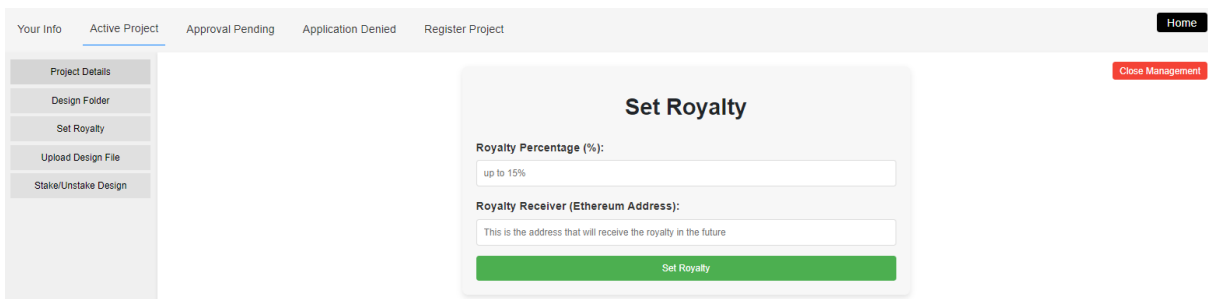 Your Info
Active Project
Approval Pending
Application Denied
Register Project
Home
Project Details
Design Folder
Set Royalty
Upload Design File
Stake/Unstake Design
Close Management
Set Royalty
Royalty Percentage (%):
up to 15%
Royalty Receiver (Ethereum Address):
This is the address that will receive the royalty in the future
Set Royalty